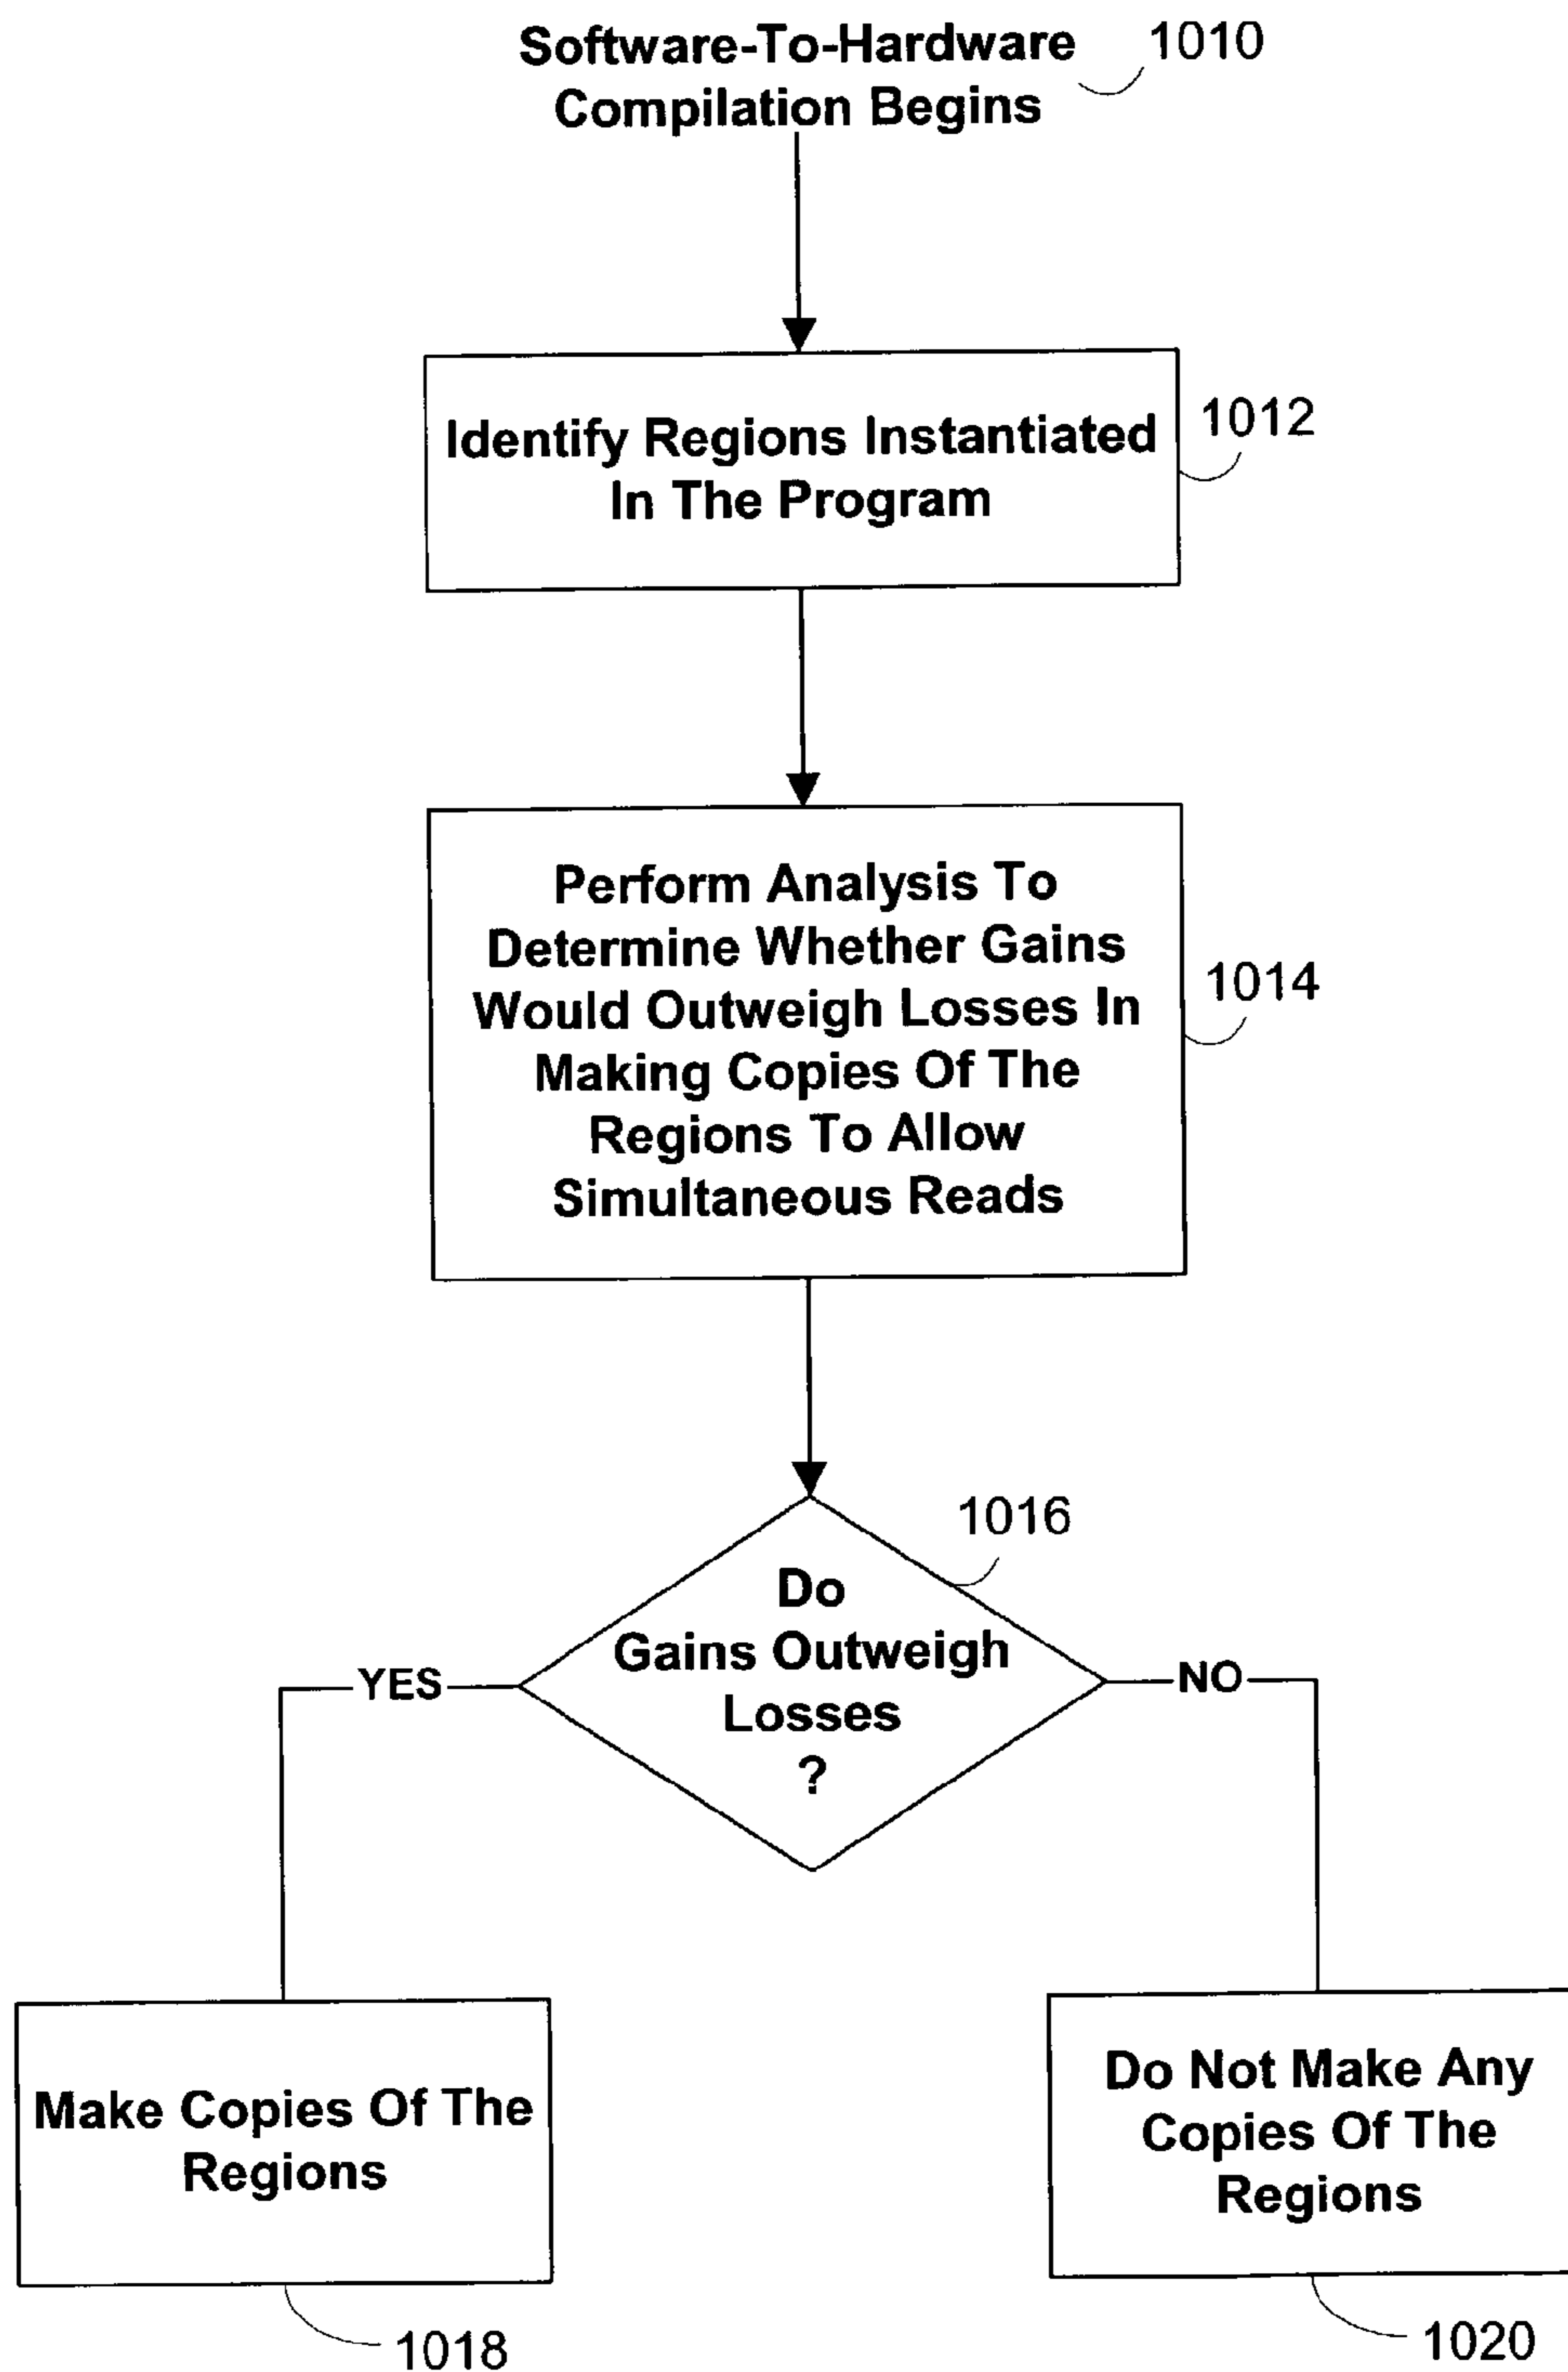 Software-To-Hardware
Compilation Begins
1010
Identify Regions Instantiated
In The Program
1012
Perform Analysis To
Determine Whether Gains
Would Outweigh Losses In
Making Copies Of The
Regions To Allow
Simultaneous Reads
1014
1016
Do
Gains Outweigh
Losses
?
YES
NO
Make Copies Of The
Regions
1018
Do Not Make Any
Copies Of The
Regions
1020